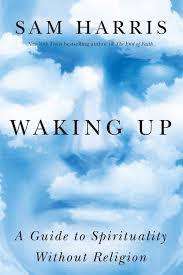 SAM HARRIS
New York Times bestselling author of The End of Faith
WAKING UP
A Guide to Spirituality
Without Religion